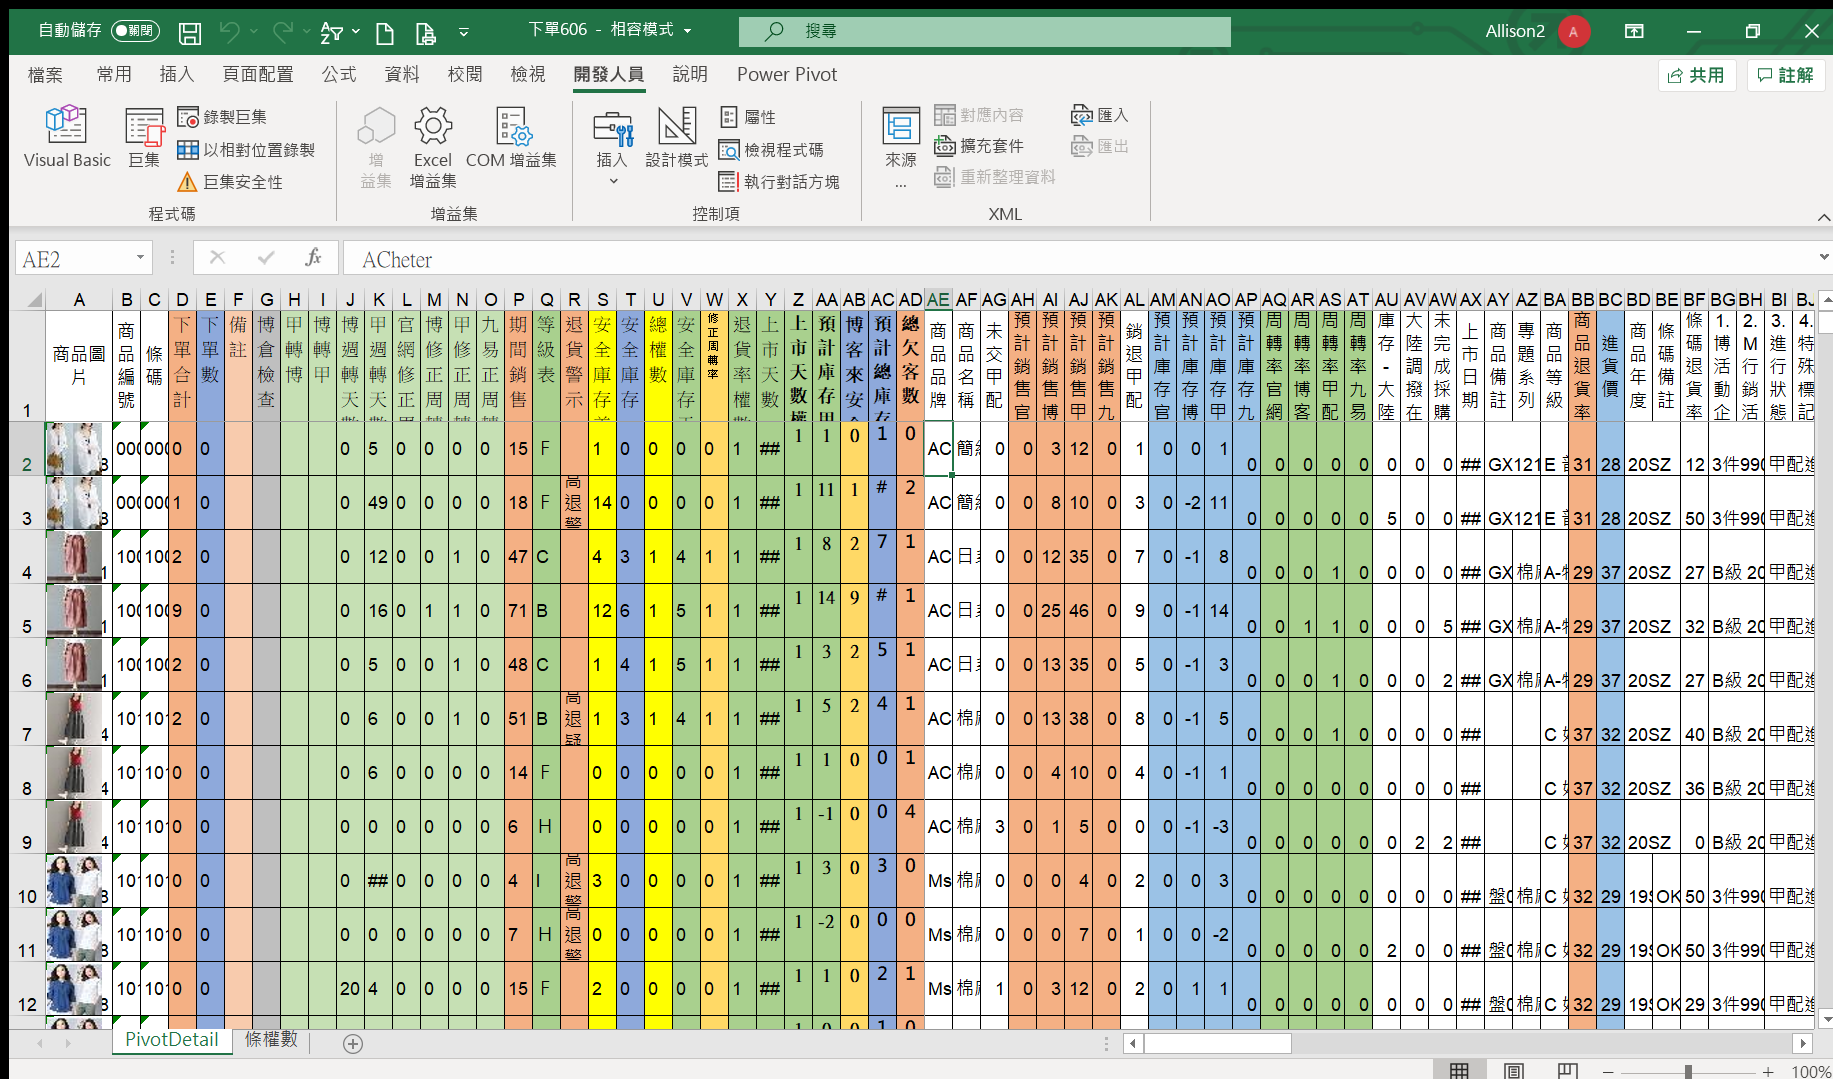 自動儲存 關閉 下單606 - 相容模式 搜尋 Allison2 A
檔案 常用 插入 頁面配置 公式 資料 校閱 檢視 開發人員 說明 Power Pivot 共用 註解
Visual Basic 巨集 錄製巨集 以相對位置錄製 巨集安全性 程式碼
增益集 Excel 增益集 COM 增益集 增益集
插入 設計模式 屬性 檢視程式碼 執行對話方塊 控制項
來源... 對應內容 擴充套件 重新整理資料 匯入 匯出 XML
AE2 fx ACheter
A B C D E F G H I J K L M N O P Q R S T U V W X Y Z AA AB AC AD AE AF AG AH AI AJ AK AL AM AN AO AP AQ AR AS AT AU AV AW AX AY AZ BA BB BC BD BE BF BG BH BI BJ
1 商品圖片 商品編號 條碼 下單合計 下單數 備註 博倉檢查 甲轉博 博轉甲 博週轉天 甲週轉天 官網修正 博修正周 甲修正周轉 九易正周轉 期間銷售 等級表 退貨警示 安全庫存 安全庫存 總權數 安全庫存 修正周轉率 退貨率權 上市天數 上市天數權 預計庫存 博客來安 預計總庫存 總欠客數 商品品牌 商品名稱 未交甲配 預計銷售官 預計銷售博 預計銷售甲 預計銷售九 銷退甲配 預計庫存官 預計庫存博 預計庫存甲 預計庫存九 周轉率官網 周轉率博客 周轉率甲配 周轉率九易 庫存-大陸 大陸調撥在 未完成採購 上市日期 商品備註 專題系列 商品等級 商品退貨率 進貨價 商品年度 條碼備註 條碼退貨率 1.博活動企 2.M行銷活 3.進行狀態 4.特殊標記
2 8 000 000 0 0 0 5 0 0 0 0 15 F 1 0 0 0 0 1 ## 1 1 0 1 0 AC 簡 0 0 3 12 0 1 0 0 1 0 0 0 0 0 0 0 0 ## GX121 E 31 28 20SZ 12 3件990 甲配進
3 8 000 000 1 0 0 49 0 0 0 0 18 F 高退警 14 0 0 0 0 1 ## 1 11 1 # 2 AC 簡 0 0 8 10 0 3 0 -2 11 0 0 0 0 0 5 0 0 ## GX121 E 31 28 20SZ 50 3件990 甲配進
4 1 100 100 2 0 0 12 0 0 1 0 47 C 4 3 1 4 1 1 ## 1 8 2 7 1 AC 日 0 0 12 35 0 7 0 -1 8 0 0 0 1 0 0 0 0 ## GX 棉 A-特 29 37 20SZ 27 B級 20 甲配進
5 1 100 100 9 0 0 16 0 1 1 0 71 B 12 6 1 5 1 1 ## 1 14 9 # 1 AC 日 0 0 25 46 0 9 0 -1 14 0 0 1 1 0 0 0 5 ## GX 棉 A-特 29 37 20SZ 32 B級 20 甲配進
6 1 100 100 2 0 0 5 0 0 1 0 48 C 1 4 1 5 1 1 ## 1 3 2 5 1 AC 日 0 0 13 35 0 5 0 -1 3 0 0 0 1 0 0 0 2 ## GX 棉 A-特 29 37 20SZ 27 B級 20 甲配進
7 4 101 101 2 0 0 6 0 0 1 0 51 B 高退疑 1 3 1 4 1 1 ## 1 5 2 4 1 AC 棉 0 0 13 38 0 8 0 -1 5 0 0 0 1 0 0 0 0 ## C 37 32 20SZ 40 B級 20 甲配進
8 4 101 101 0 0 0 6 0 0 0 0 14 F 0 0 0 0 0 1 ## 1 1 0 0 1 AC 棉 0 0 4 10 0 4 0 -1 1 0 0 0 0 0 0 0 0 ## C 37 32 20SZ 36 B級 20 甲配進
9 4 101 101 0 0 0 0 0 0 0 0 6 H 0 0 0 0 0 1 ## 1 -1 0 0 4 AC 棉 3 0 1 5 0 0 0 -1 -3 0 0 0 0 0 0 2 2 ## C 37 32 20SZ 0 B級 20 甲配進
10 8 101 101 0 0 0 ## 0 0 0 0 4 I 高退警 3 0 0 0 0 1 ## 1 3 0 3 0 Ms 棉 0 0 0 4 0 2 0 0 3 0 0 0 0 0 0 0 0 ## 盤0 棉 C 32 29 19S OK 50 3件990 甲配進
11 8 101 101 0 0 0 0 0 0 0 0 7 H 高退警 0 0 0 0 0 1 ## 1 -2 0 0 0 Ms 棉 0 0 0 7 0 1 0 0 -2 0 0 0 0 0 2 0 0 ## 盤0 棉 C 32 29 19S OK 50 3件990 甲配進
12 8 101 101 0 0 20 4 0 0 0 0 15 F 2 0 0 0 0 1 ## 1 1 0 2 1 Ms 棉 1 0 3 12 0 2 0 1 1 0 0 0 0 0 0 0 0 ## 盤0 棉 C 32 29 19S OK 29 3件990 甲配進
PivotDetail 條權數
100%